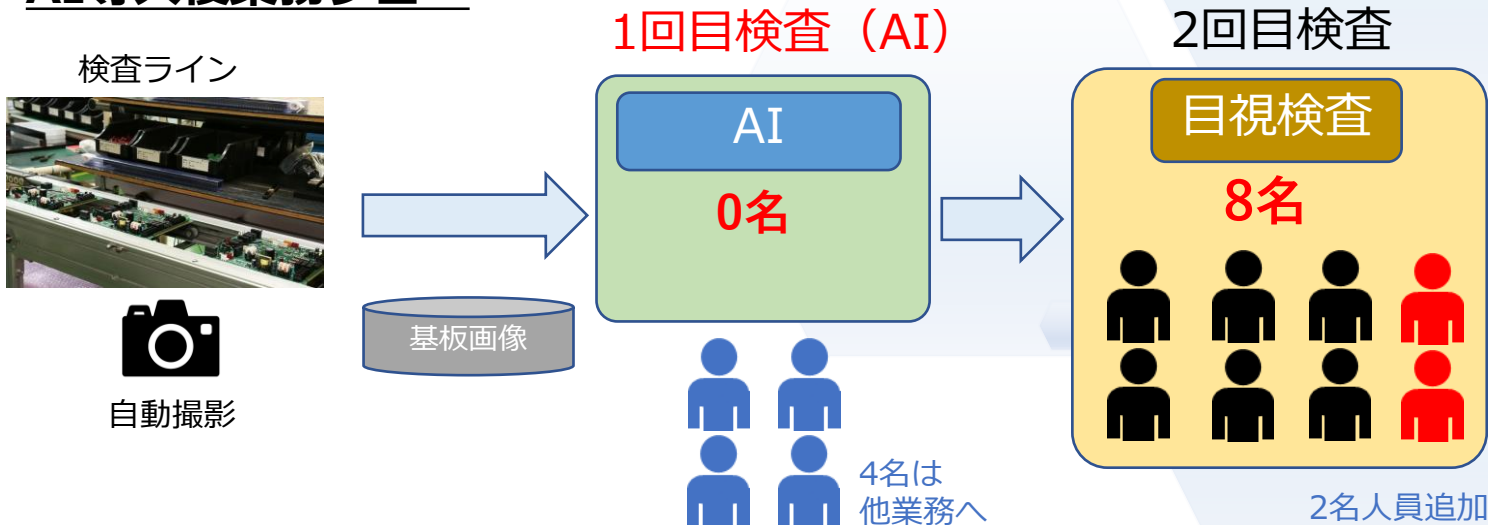 検査ライン
自動撮影
基板画像
1回目検査（AI）
AI
0名
4名は
他業務へ
2回目検査
目視検査
8名
2名人員追加